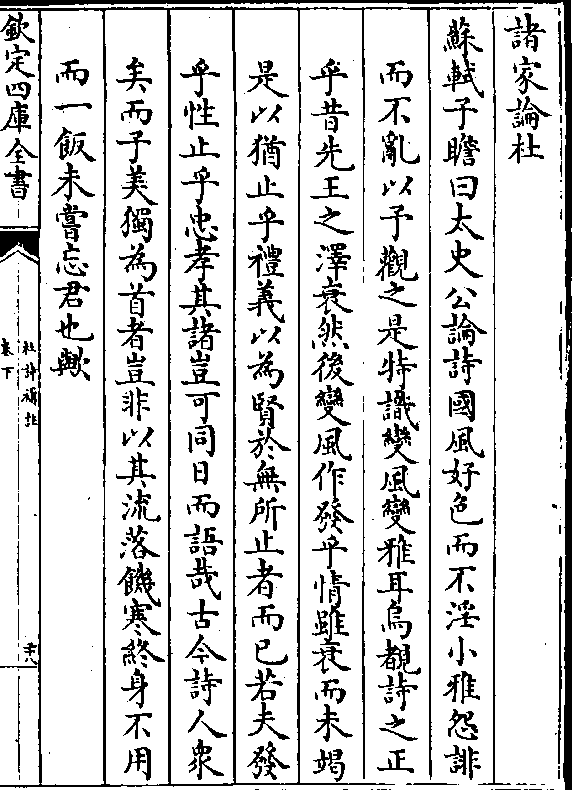 諸家論杜
蘇軾子瞻曰太史公論詩國風好色而不淫小雅怨誹
而不亂以予觀之是特識變風變雅耳烏覩詩之正
乎昔先王之澤衰然後變風作發乎情雖衰而未竭
是以猶止乎禮義以為賢於無所止者而已若夫發
乎性止乎忠孝其諸豈可同日而語哉古今詩人衆
矣而子美獨為首者豈非以其流落饑寒終身不用
而一飯未嘗忘君也歟
欽定四庫全書
杜詩攟
卷下